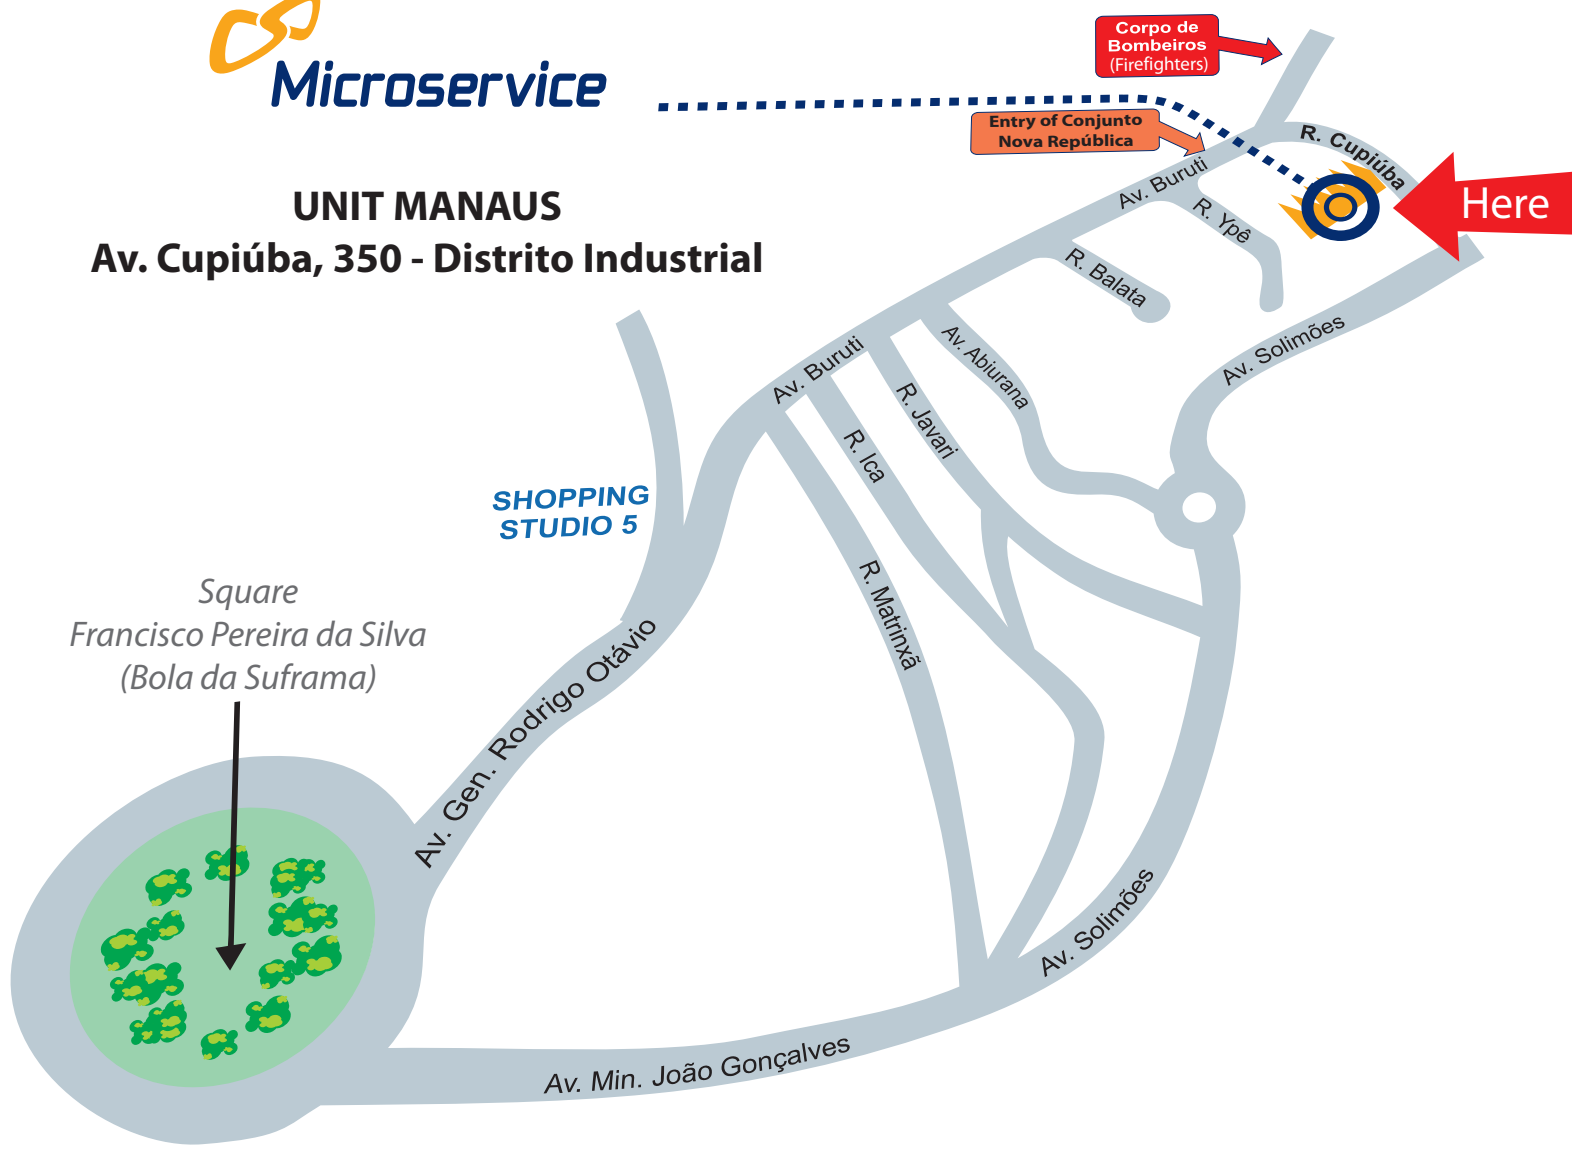 Microservice
UNIT MANAUS
Av. Cupiúba, 350 - Distrito Industrial
Corpo de
Bombeiros
(Firefighters)
Entry of Conjunto
Nova República
R. Cupiúba
Here
Av. Buruti
R. Ypê
R. Balata
Av. Solimões
Av. Buruti
Av. Abiurana
R. Javari
R. Ica
SHOPPING
STUDIO 5
R. Matrinxã
Square
Francisco Pereira da Silva
(Bola da Suframa)
Av. Gen. Rodrigo Otávio
Av. Solimões
Av. Min. João Gonçalves